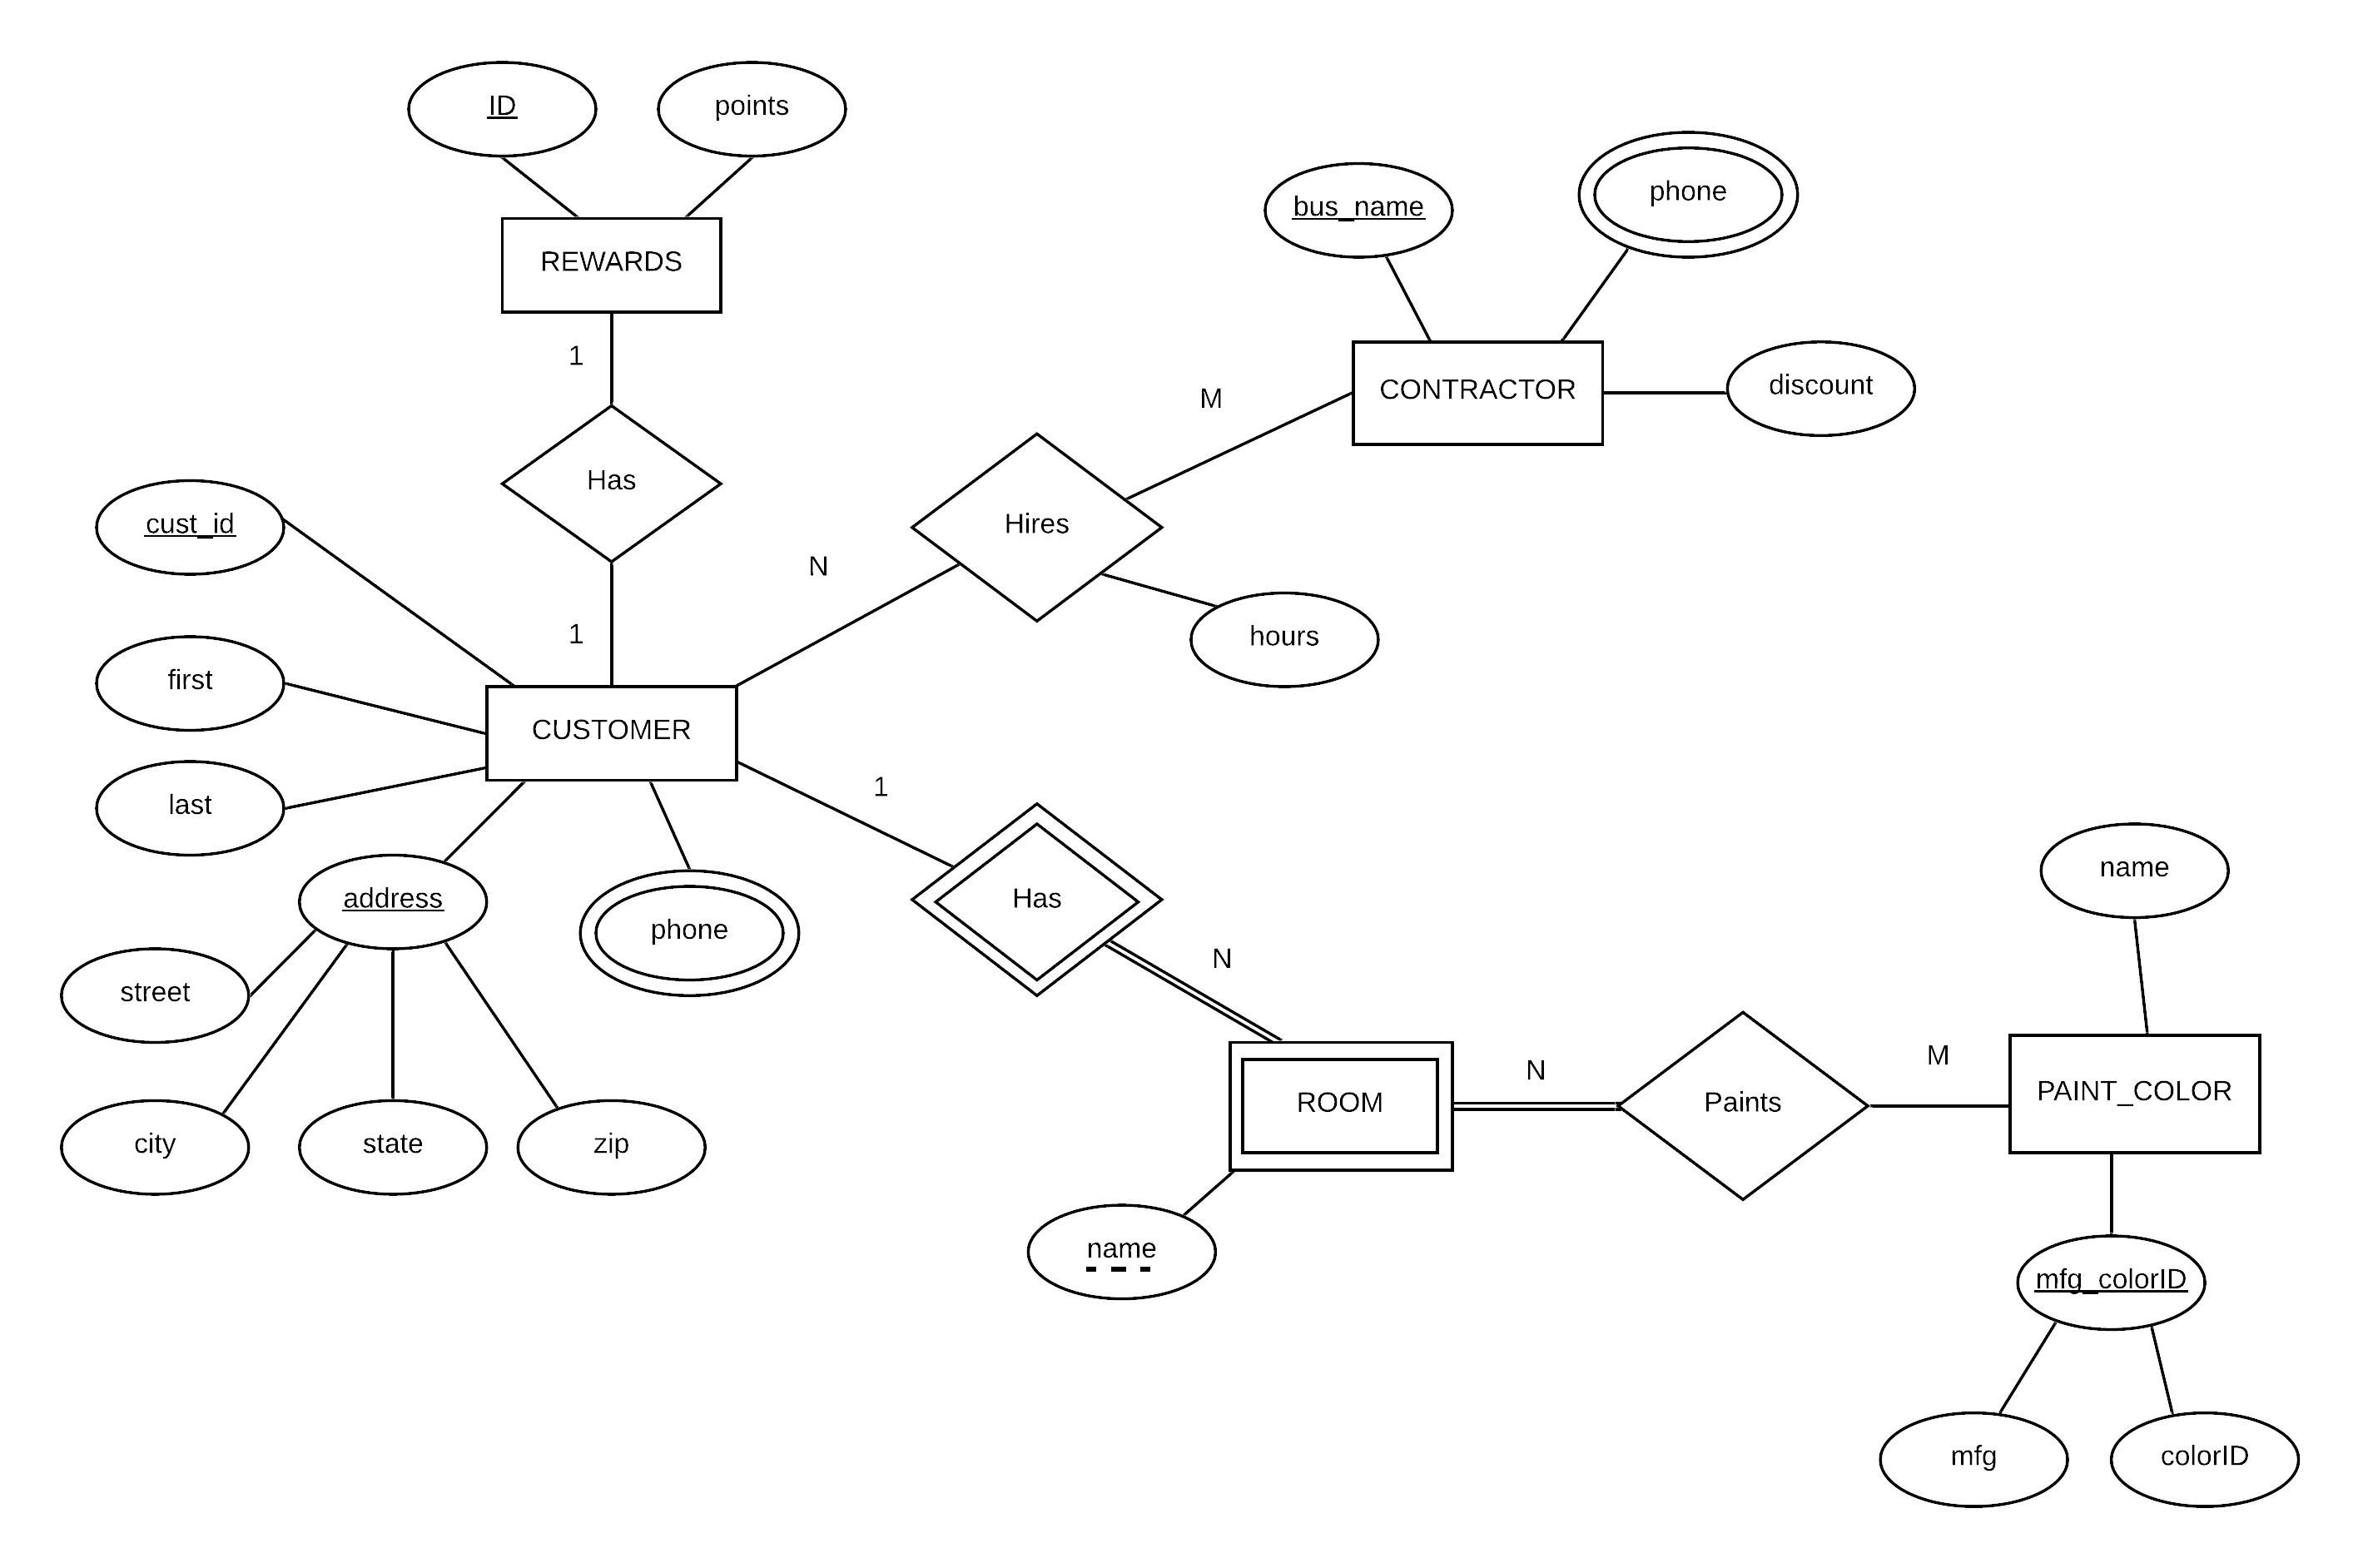 ID
points
bus_name
phone
REWARDS
1
CONTRACTOR
discount
M
Has
Hires
cust_id
N
hours
1
first
CUSTOMER
last
1
address
phone
Has
name
street
N
city
state
zip
ROOM
N
Paints
M
PAINT_COLOR
name
mfg_colorID
mfg
colorID